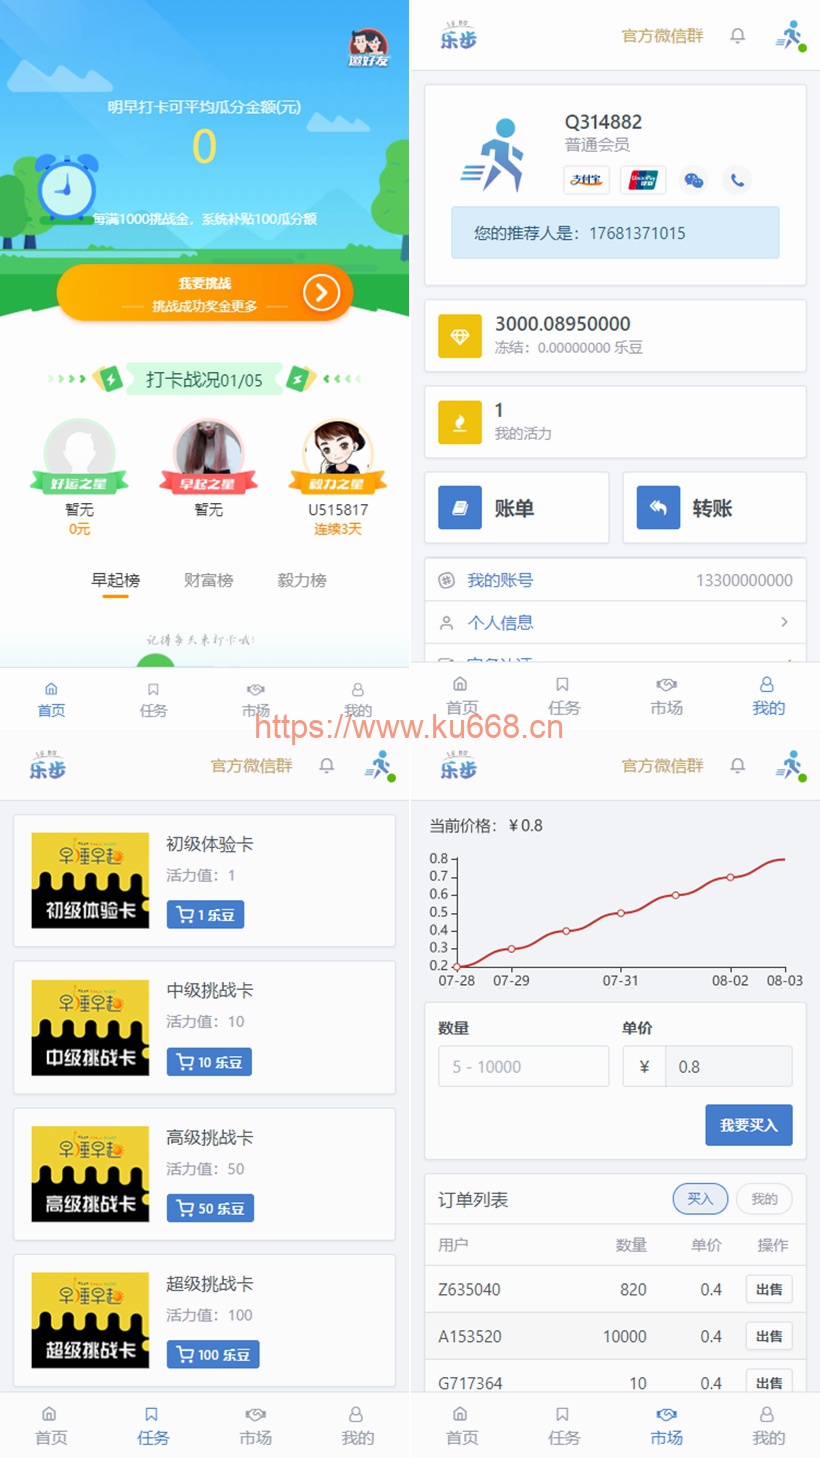 邀好友
明早打卡可平均瓜分金额(元)
0
每满1000挑战金，系统补贴100瓜分额
我要挑战
挑战成功奖金更多
打卡战况01/05
好运之星
早起之星
毅力之星
暂无
暂无
U515817
0元
连续3天
早起榜
财富榜
毅力榜
记得每天来打卡哦!
首页
任务
市场
我的
LE BU
乐步
官方微信群
Q314882
普通会员
支付宝
UnionPay
银联
您的推荐人是：17681371015
3000.08950000
冻结：0.00000000 乐豆
1
我的活力
账单
转账
我的账号
13300000000
个人信息
首页
任务
市场
我的
https://www.ku668.cn
LE BU
乐步
官方微信群
早睡早起
初级体验卡
初级体验卡
活力值：1
1 乐豆
早睡早起
中级挑战卡
中级挑战卡
活力值：10
10 乐豆
早睡早起
高级挑战卡
高级挑战卡
活力值：50
50 乐豆
早睡早起
超级挑战卡
超级挑战卡
活力值：100
100 乐豆
首页
任务
市场
我的
LE BU
乐步
官方微信群
当前价格：￥0.8
0.8
0.7
0.6
0.5
0.4
0.3
0.2
07-28
07-29
07-31
08-02
08-03
数量
单价
5 - 10000
¥
0.8
我要买入
订单列表
买入
我的
用户
数量
单价
操作
Z635040
820
0.4
出售
A153520
10000
0.4
出售
G717364
10
0.4
出售
首页
任务
市场
我的